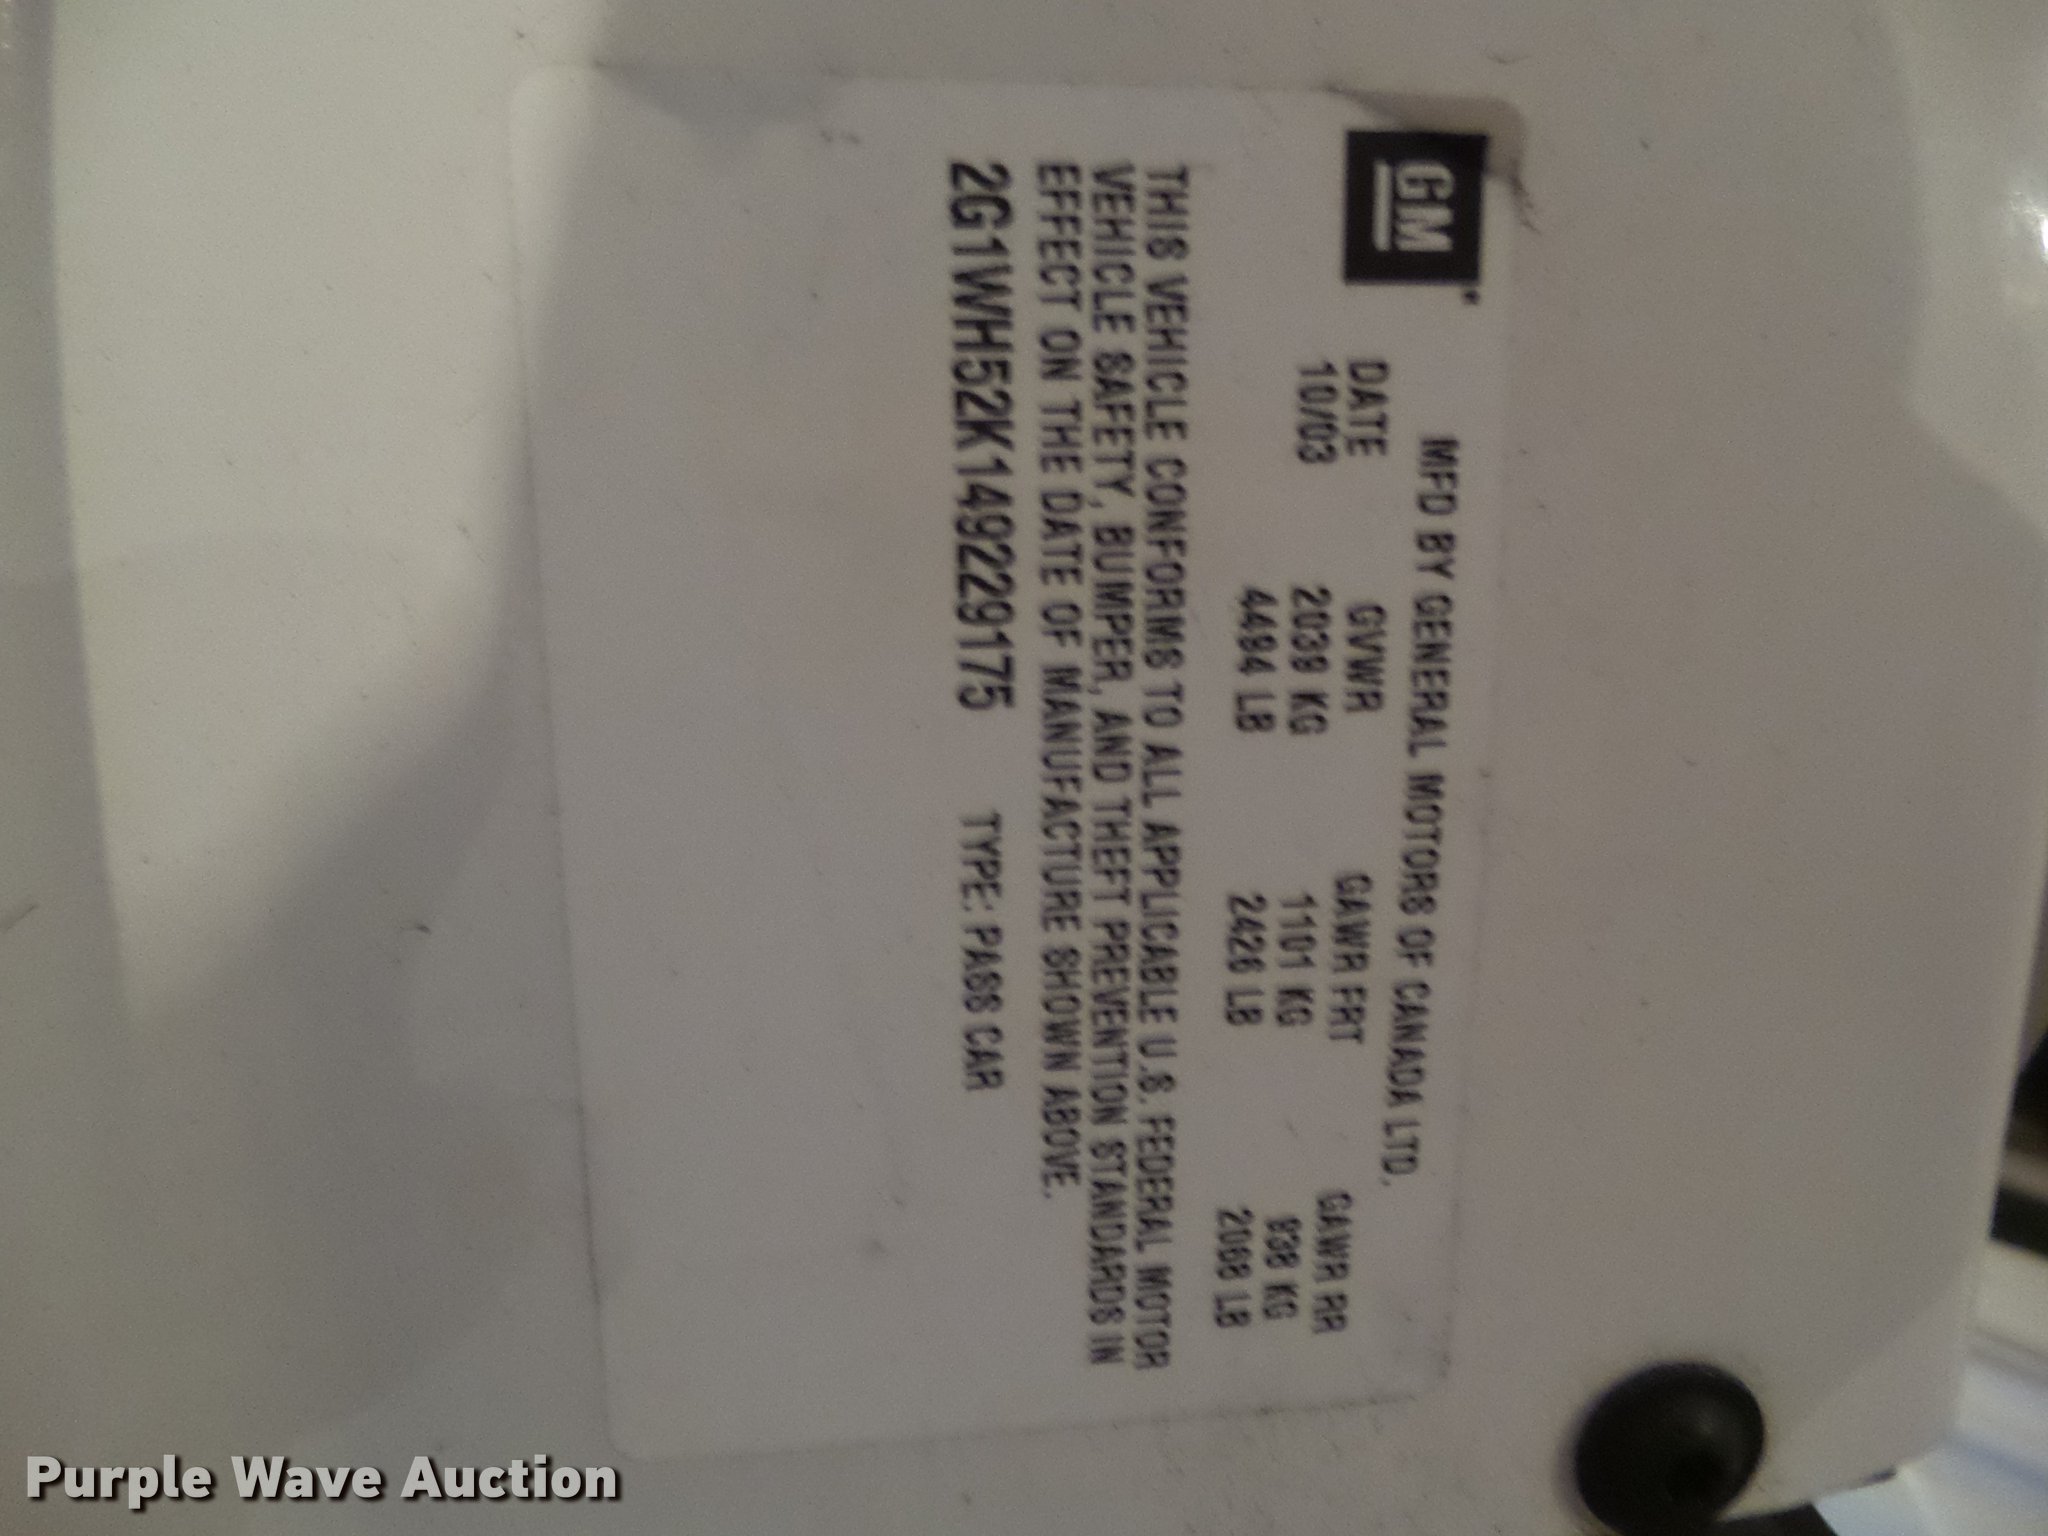 GM
MFD BY GENERAL MOTORS OF CANADA LTD.
DATE GVWR GAWR FRT GAWR RR
10/03 2039 KG 1101 KG 938 KG
4494 LB 2426 LB 2068 LB
THIS VEHICLE CONFORMS TO ALL APPLICABLE U.S. FEDERAL MOTOR
VEHICLE SAFETY, BUMPER, AND THEFT PREVENTION STANDARDS IN
EFFECT ON THE DATE OF MANUFACTURE SHOWN ABOVE.
2G1WH52K149229175 TYPE: PASS CAR
Purple Wave Auction